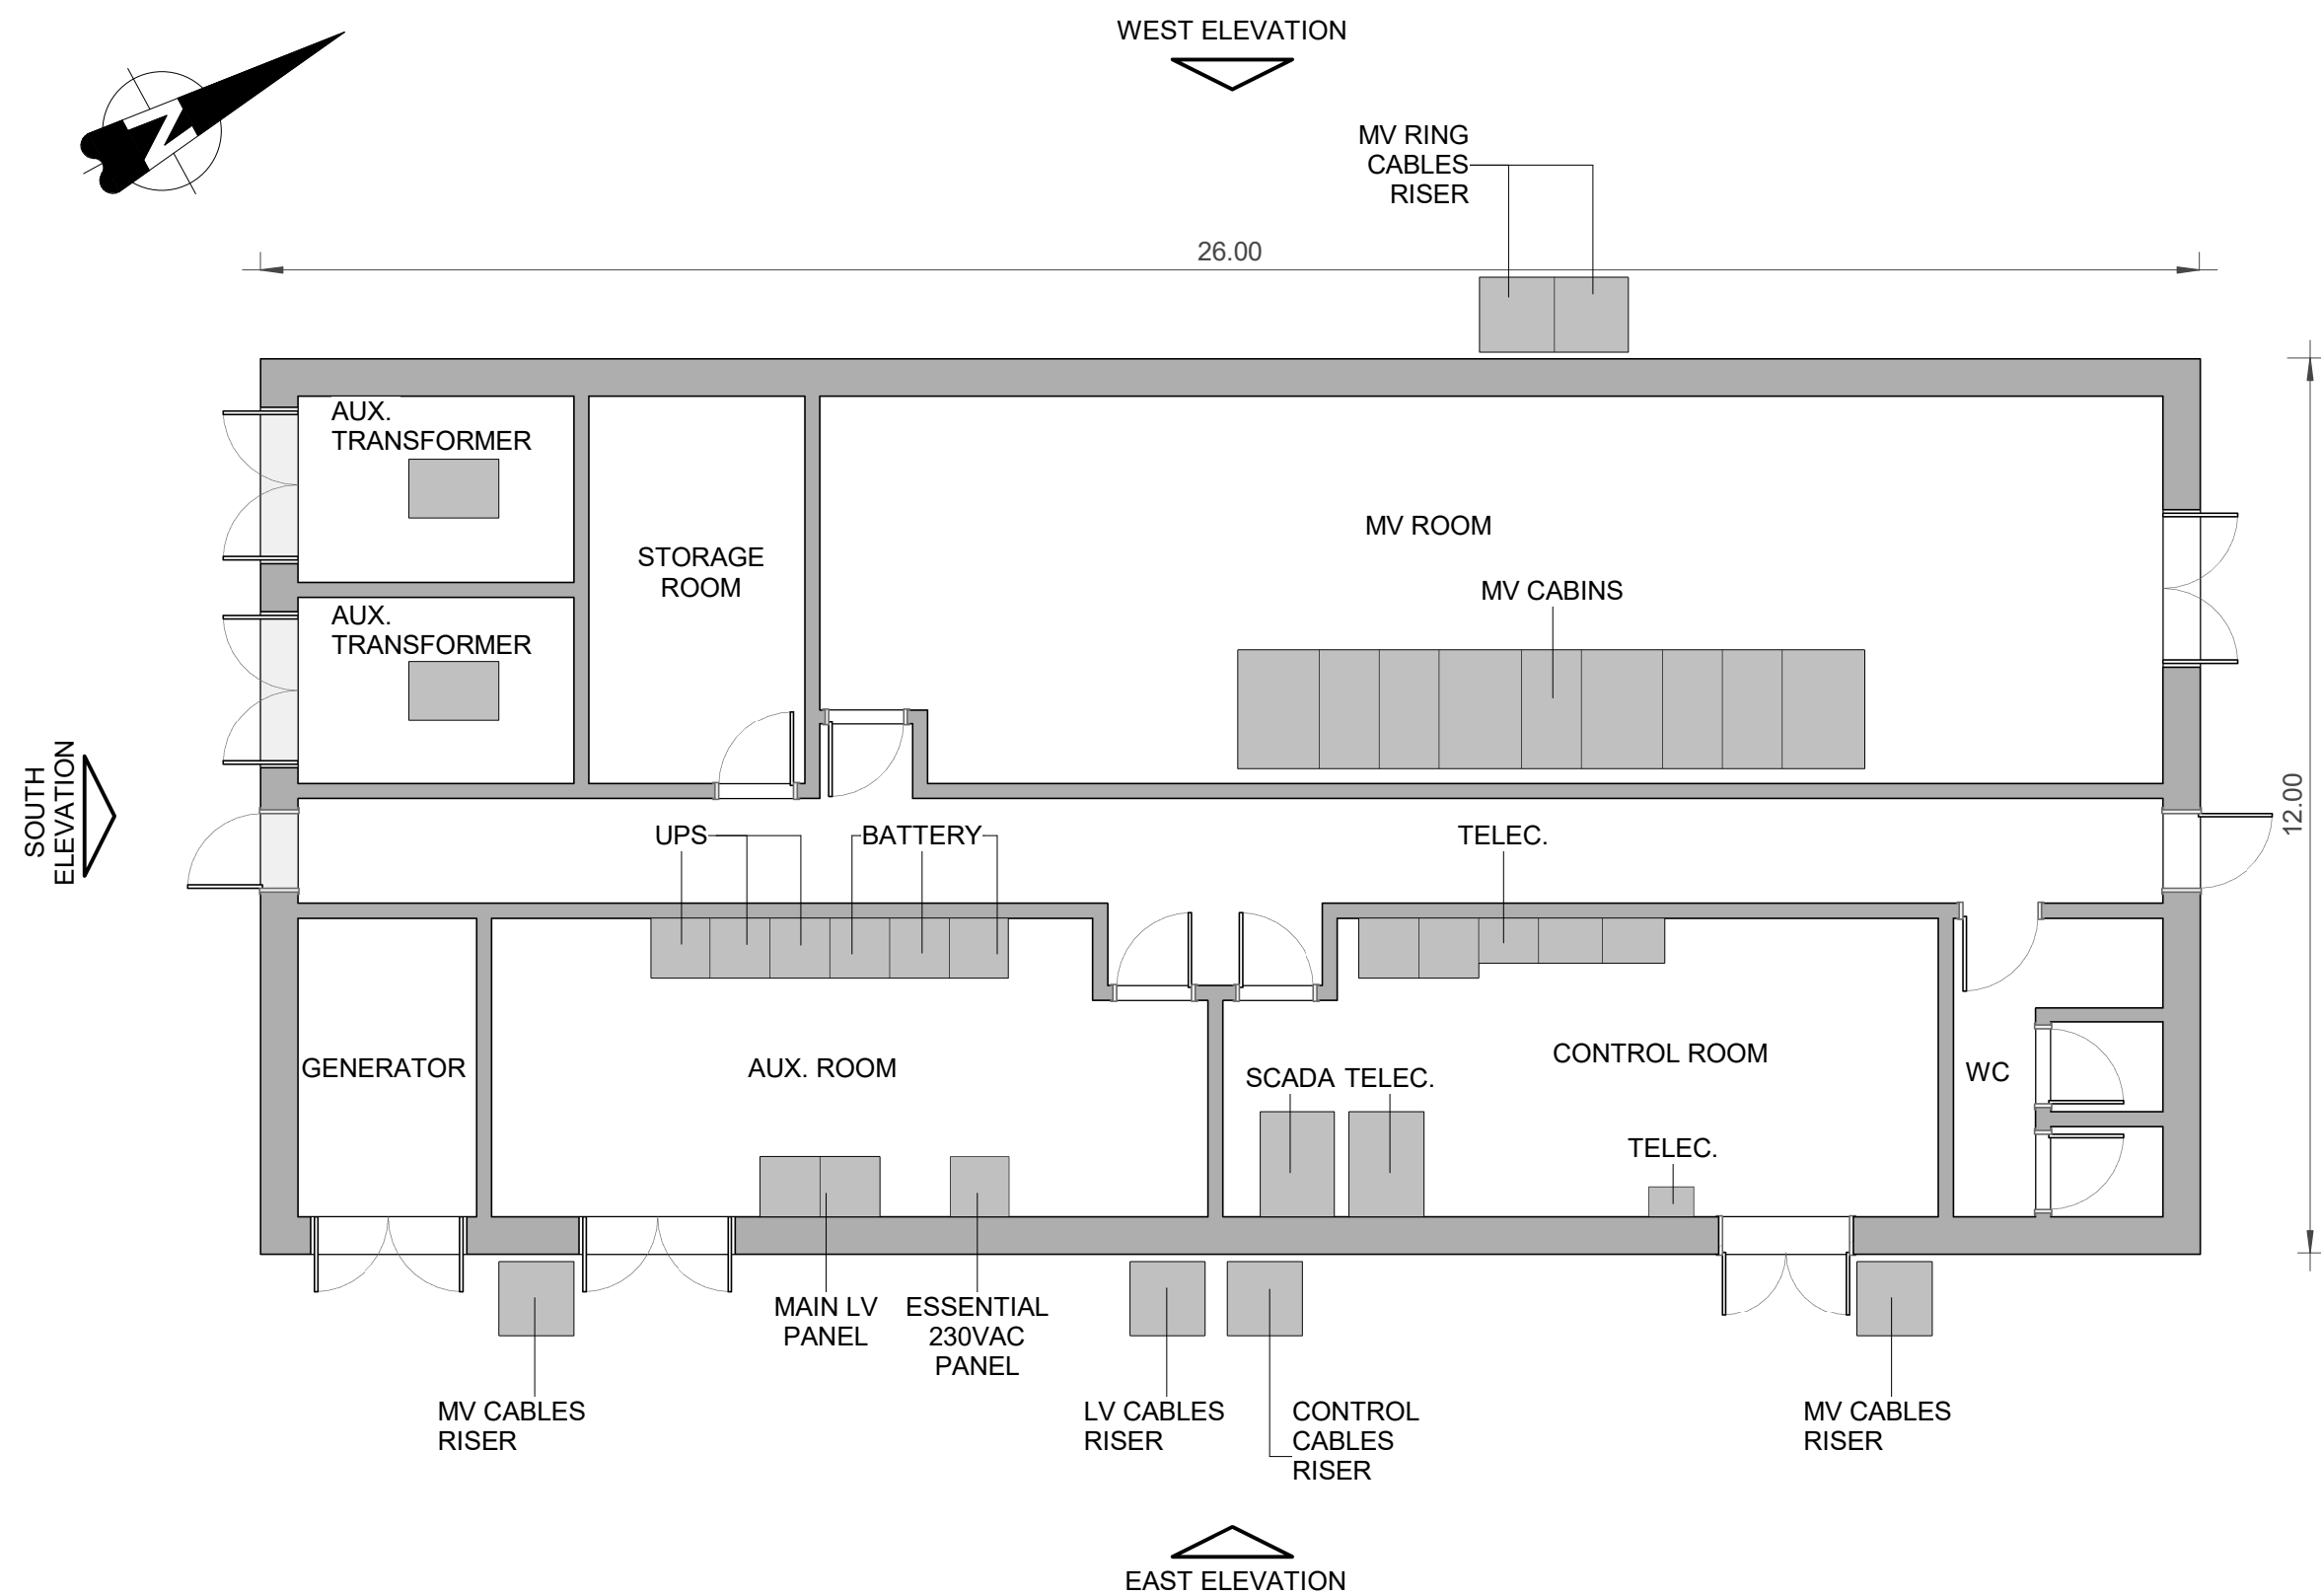 WEST ELEVATION
N
MV RING
CABLES
RISER
26.00
AUX.
TRANSFORMER
STORAGE
ROOM
MV ROOM
MV CABINS
AUX.
TRANSFORMER
SOUTH
ELEVATION
12.00
UPS
BATTERY
TELEC.
GENERATOR
AUX. ROOM
CONTROL ROOM
WC
SCADA
TELEC.
TELEC.
MAIN LV
PANEL
ESSENTIAL
230VAC
PANEL
MV CABLES
RISER
LV CABLES
RISER
CONTROL
CABLES
RISER
MV CABLES
RISER
EAST ELEVATION